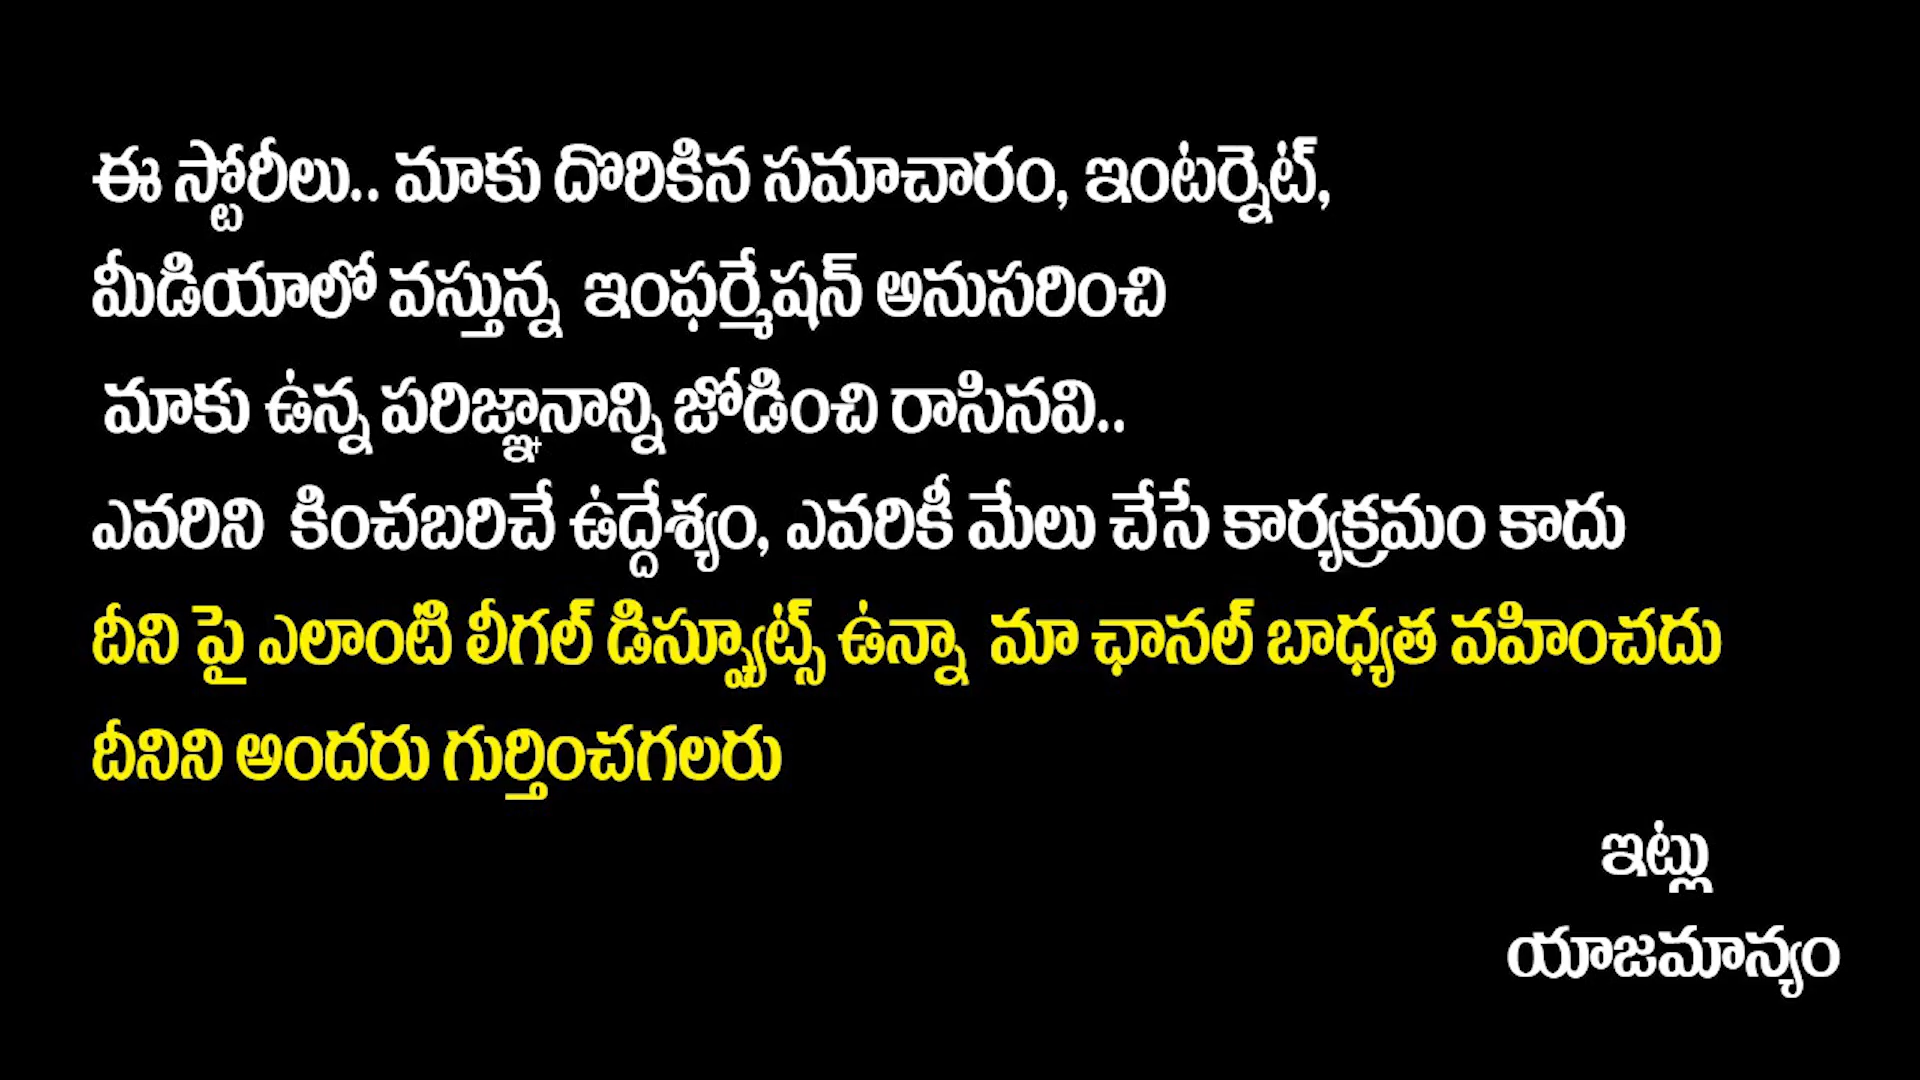 ఈ స్టోరీలు.. మాకు దొరికిన సమాచారం, ఇంటర్నెట్,
మీడియాలో వస్తున్న ఇంఫర్మేషన్ అనుసరించి
మాకు ఉన్న పరిజ్ఞానాన్ని జోడించి రాసినవి..
ఎవరిని కించబరిచే ఉద్దేశ్యం, ఎవరికీ మేలు చేసే కార్యక్రమం కాదు
దీని పై ఎలాంటి లీగల్ డిస్ప్యూట్స్ ఉన్నా మా ఛానల్ బాధ్యత వహించదు
దీనిని అందరు గుర్తించగలరు
ఇట్లు
యాజమాన్యం